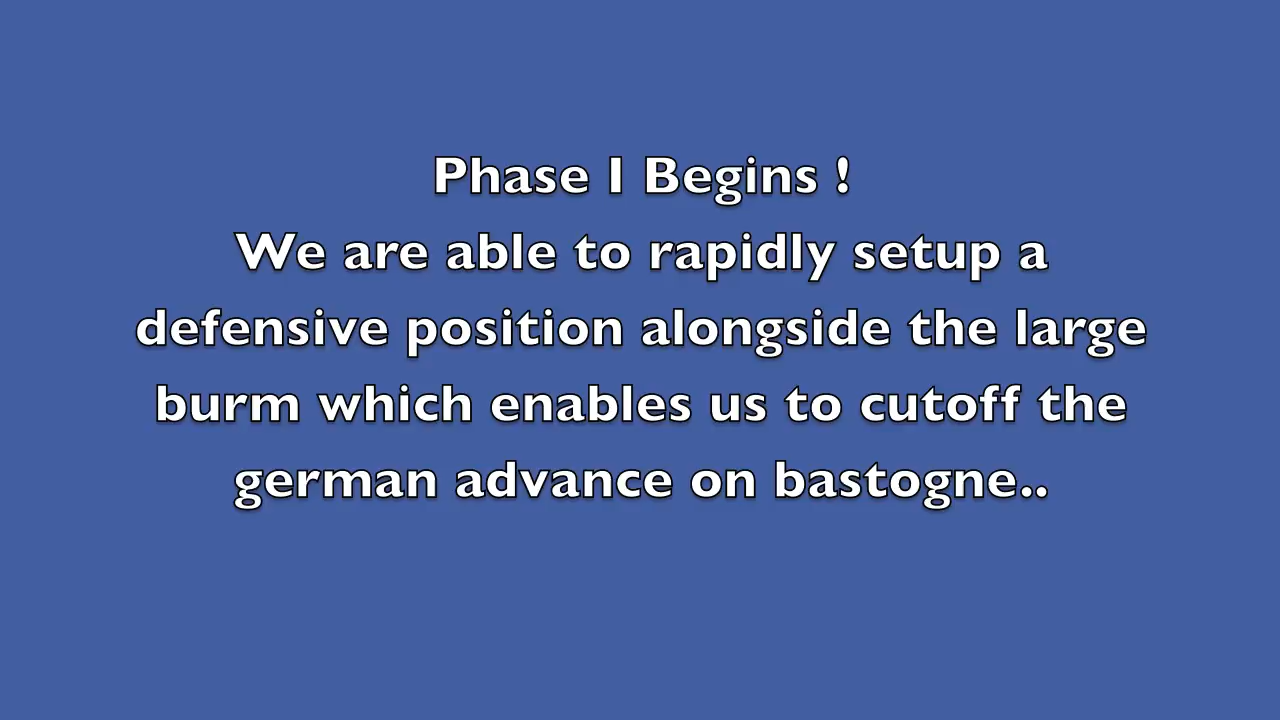 Phase 1 Begins !
We are able to rapidly setup a
defensive position alongside the large
burm which enables us to cutoff the
german advance on bastogne..